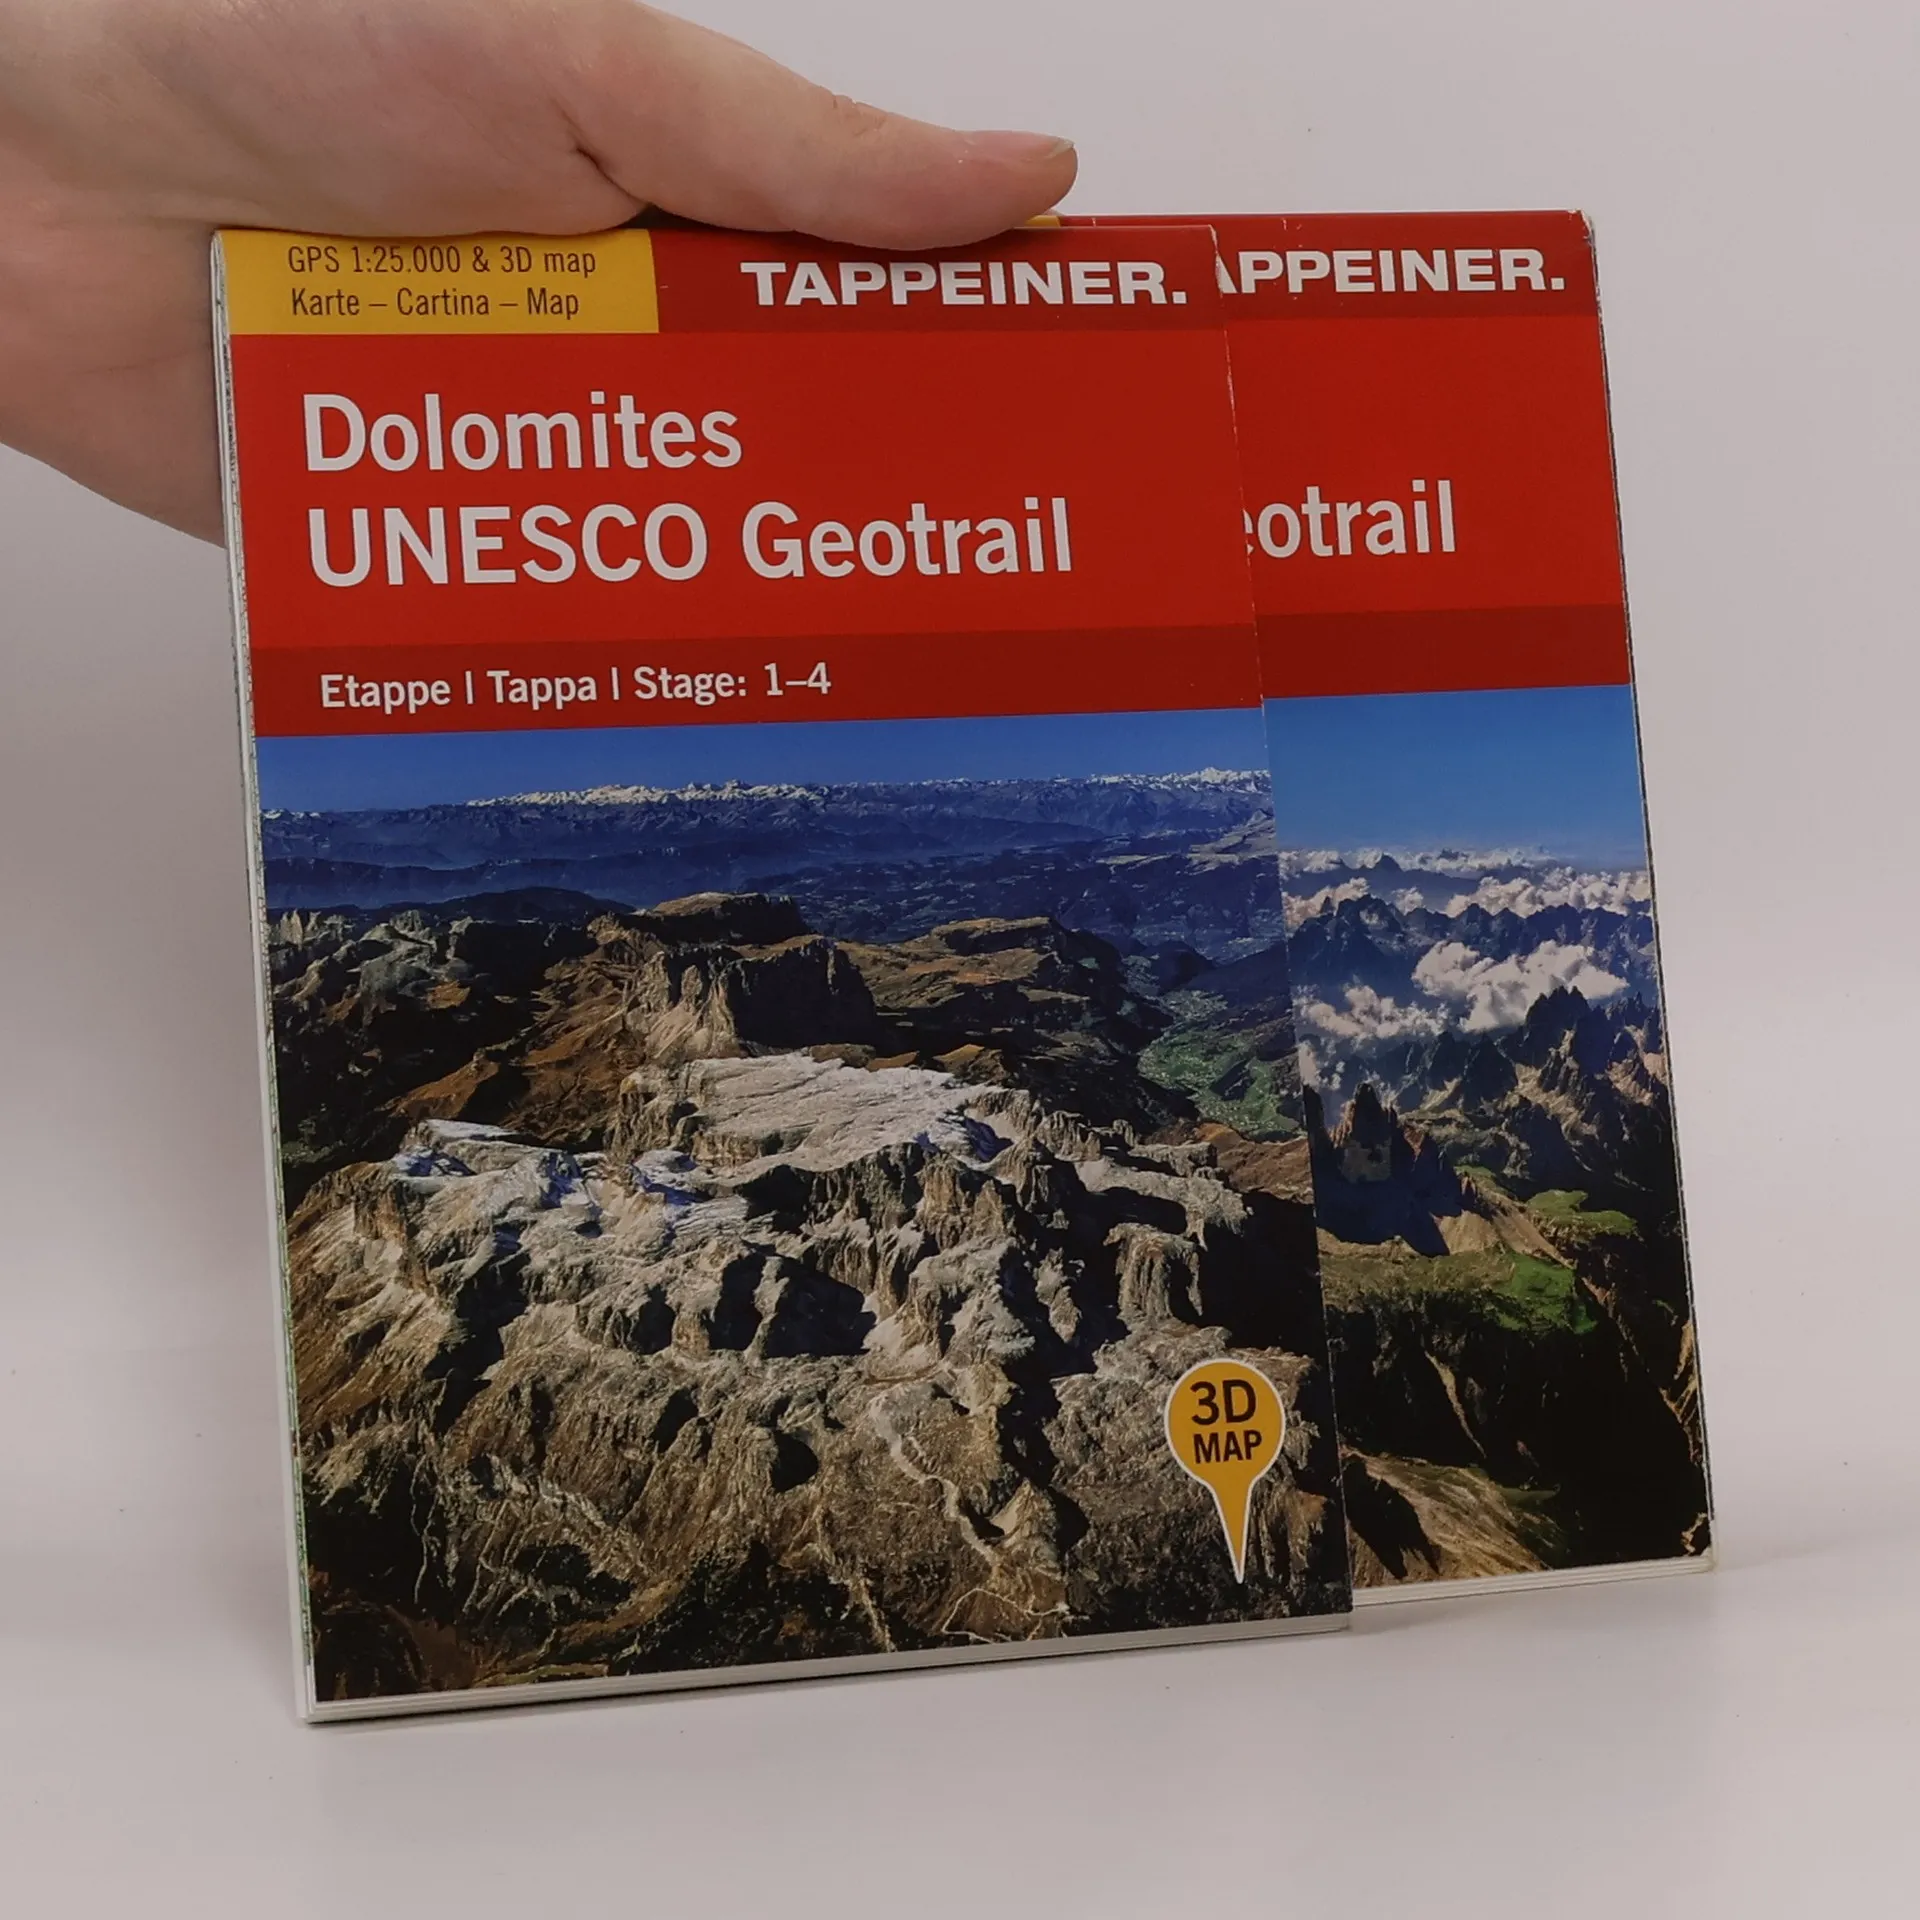 GPS 1:25.000 & 3D map
Karte – Cartina – Map
TAPPEINER.
Dolomites
UNESCO Geotrail
Etappe | Tappa | Stage: 1–4
3D
MAP
APPEINER.
eotrail